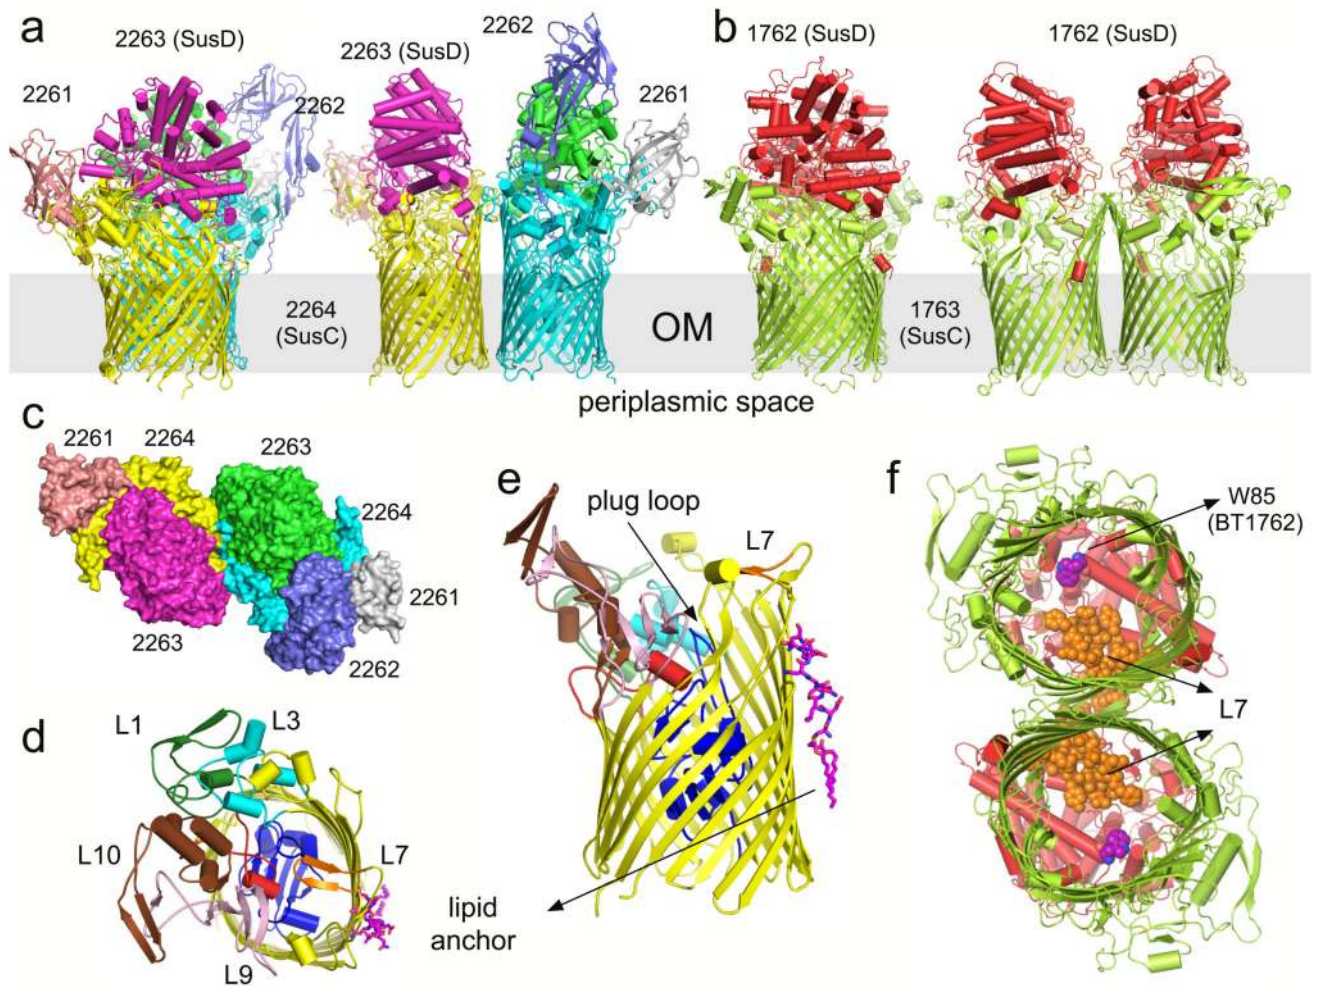 a
2263 (SusD)
2261
2262
2263 (SusD)
2262
2261
2264
(SusC)
OM
b
1762 (SusD)
1762 (SusD)
1763
(SusC)
periplasmic space
c
2261
2264
2263
2264
2261
2263
2262
d
L1
L3
L10
L7
L9
e
plug loop
L7
lipid
anchor
f
W85
(BT1762)
L7